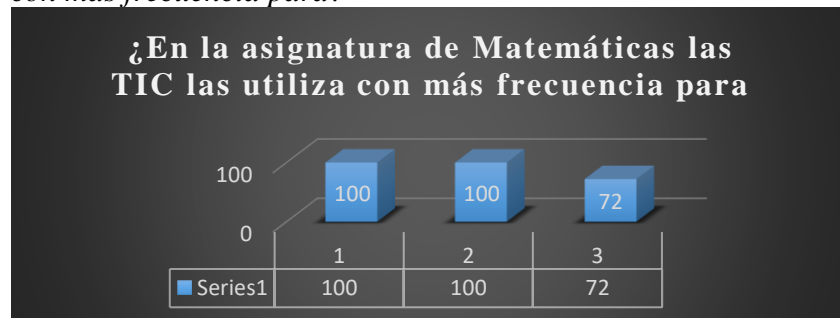 ¿En la asignatura de Matemáticas las
TIC las utiliza con más frecuencia para
100
100
100
72
0
1 2 3
Series1 100 100 72